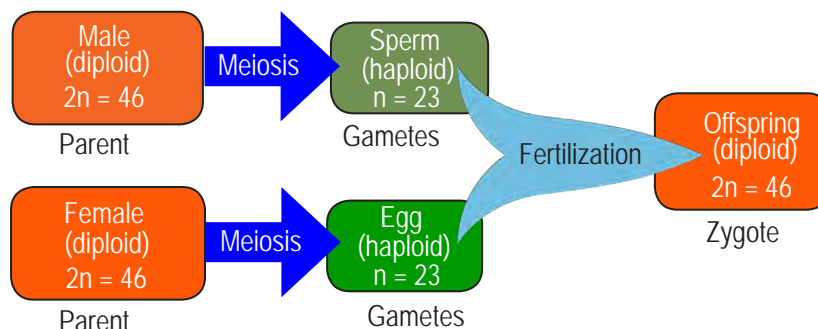 Male
(diploid)
2n = 46
Parent
Meiosis
Sperm
(haploid)
n = 23
Gametes
Fertilization
Offspring
(diploid)
2n = 46
Zygote
Female
(diploid)
2n = 46
Parent
Meiosis
Egg
(haploid)
n = 23
Gametes